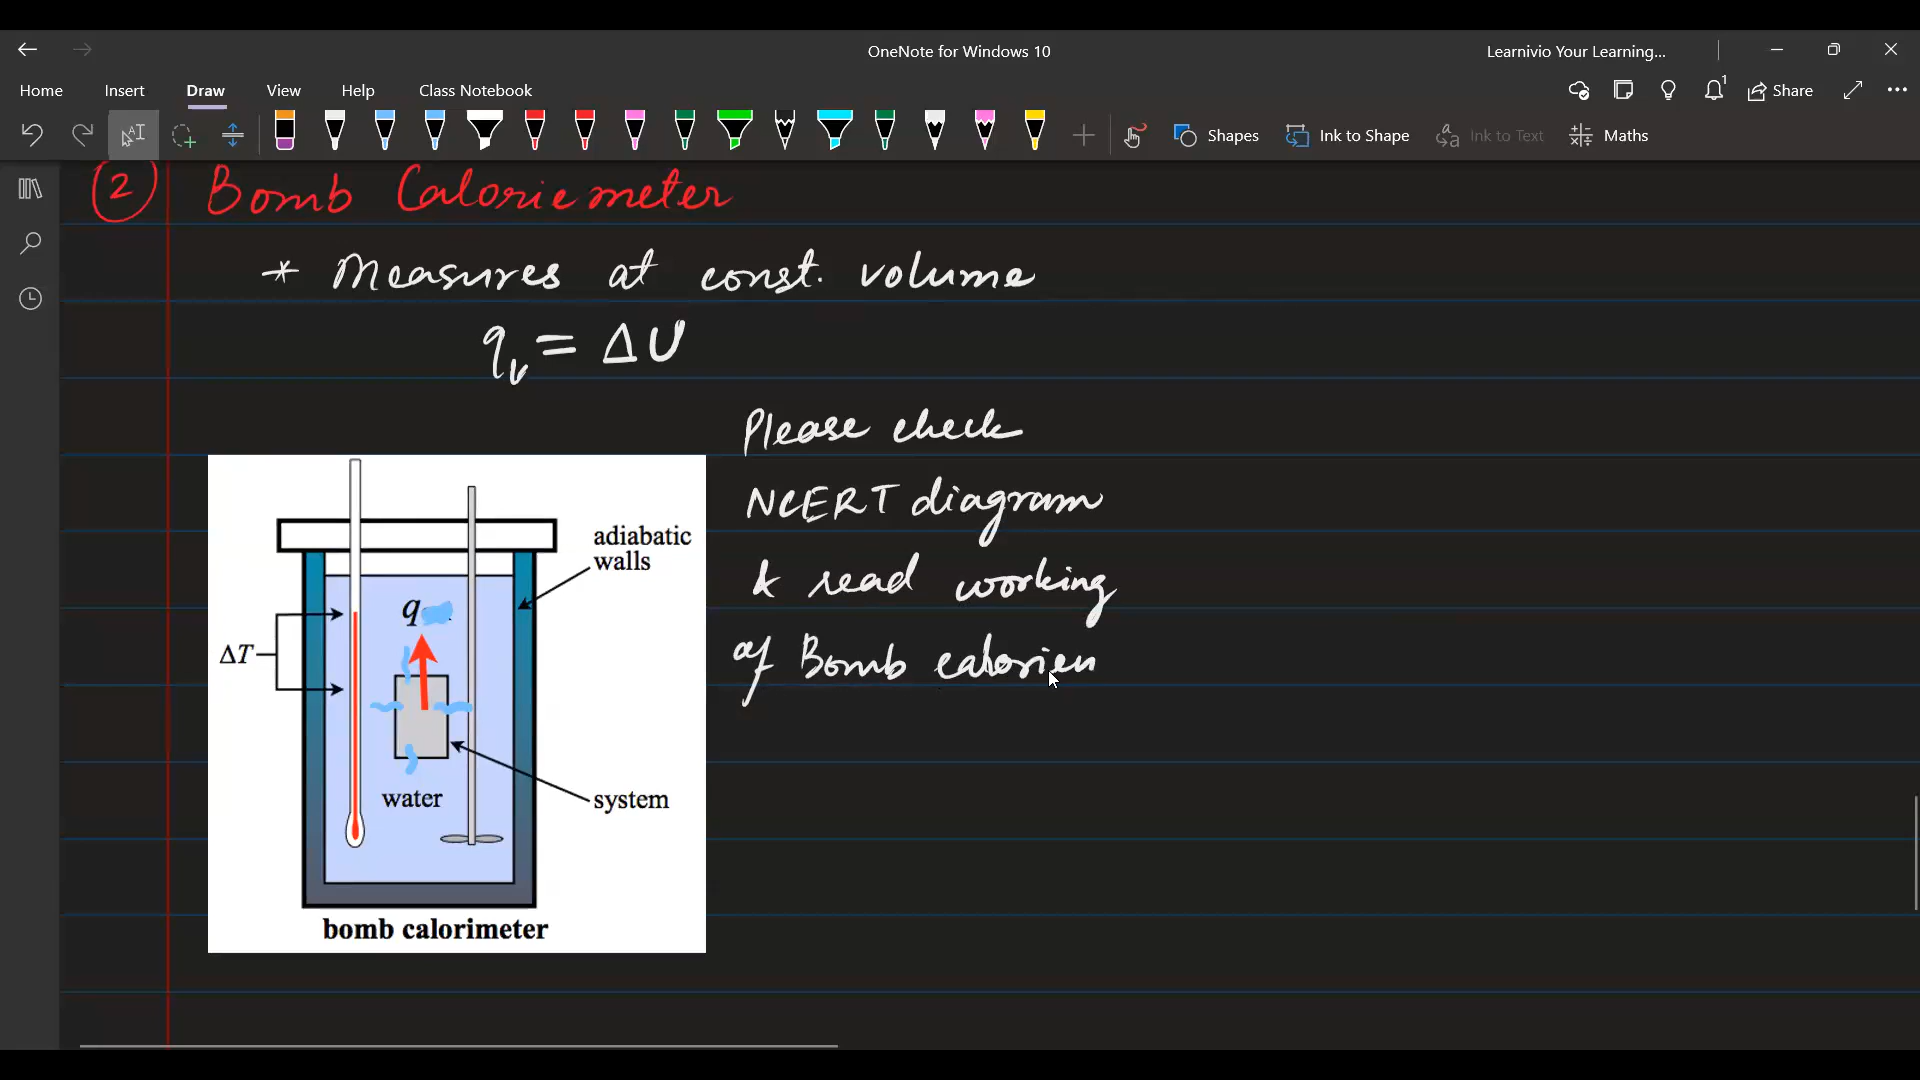 OneNote for Windows 10
Learnivio Your Learning...
Home Insert Draw View Help Class Notebook
1 Share
Shapes Ink to Shape Ink to Text Maths
2 Bomb Caloriemeter
* Measures at const. volume
qv = ΔU
Please check
NCERT diagram
& read working
of Bomb calorien
adiabatic
walls
q
ΔT
water
system
bomb calorimeter